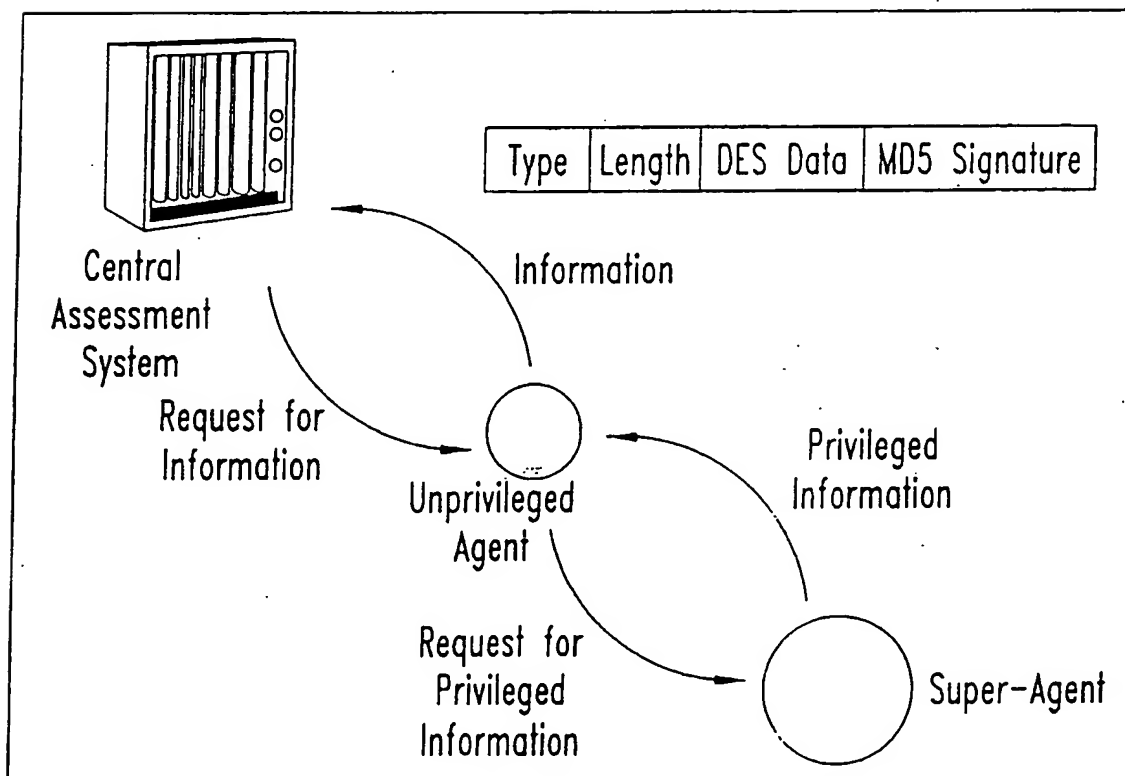 Type Length DES Data MD5 Signature
Information
Central
Assessment
System
Request for
Information
Unprivileged
Agent
Privileged
Information
Request for
Privileged
Information
Super-Agent